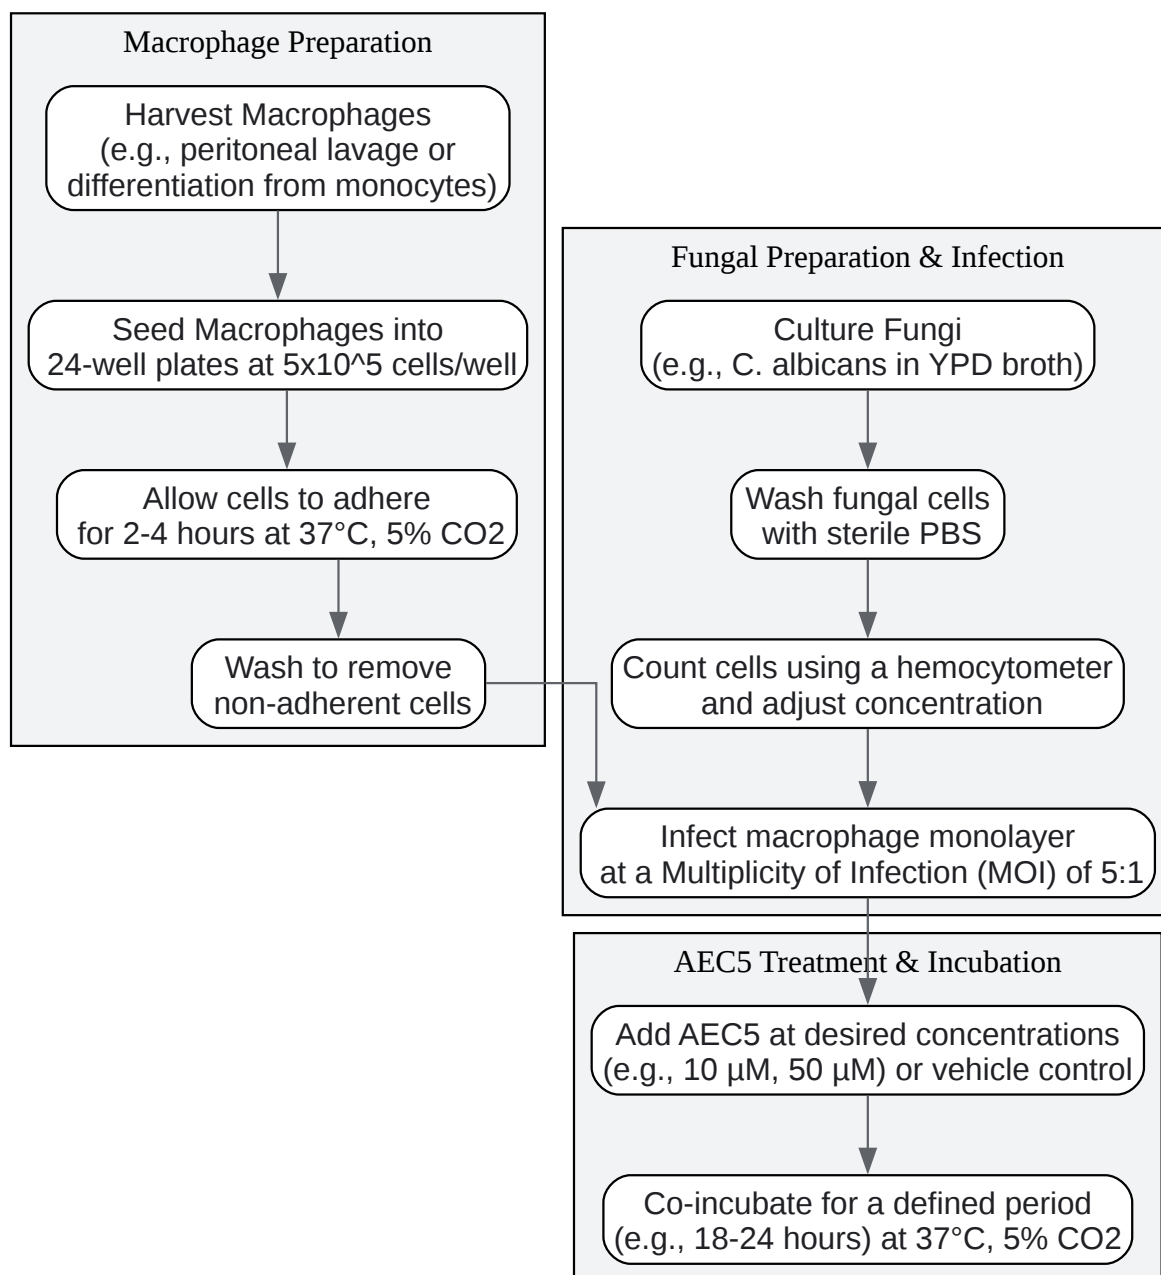 Macrophage Preparation
Harvest Macrophages
(e.g., peritoneal lavage or
differentiation from monocytes)
Seed Macrophages into
24-well plates at 5x10^5 cells/well
Allow cells to adhere
for 2-4 hours at 37°C, 5% CO2
Wash to remove
non-adherent cells
Fungal Preparation & Infection
Culture Fungi
(e.g., C. albicans in YPD broth)
Wash fungal cells
with sterile PBS
Count cells using a hemocytometer
and adjust concentration
Infect macrophage monolayer
at a Multiplicity of Infection (MOI) of 5:1
AEC5 Treatment & Incubation
Add AEC5 at desired concentrations
(e.g., 10 µM, 50 µM) or vehicle control
Co-incubate for a defined period
(e.g., 18-24 hours) at 37°C, 5% CO2